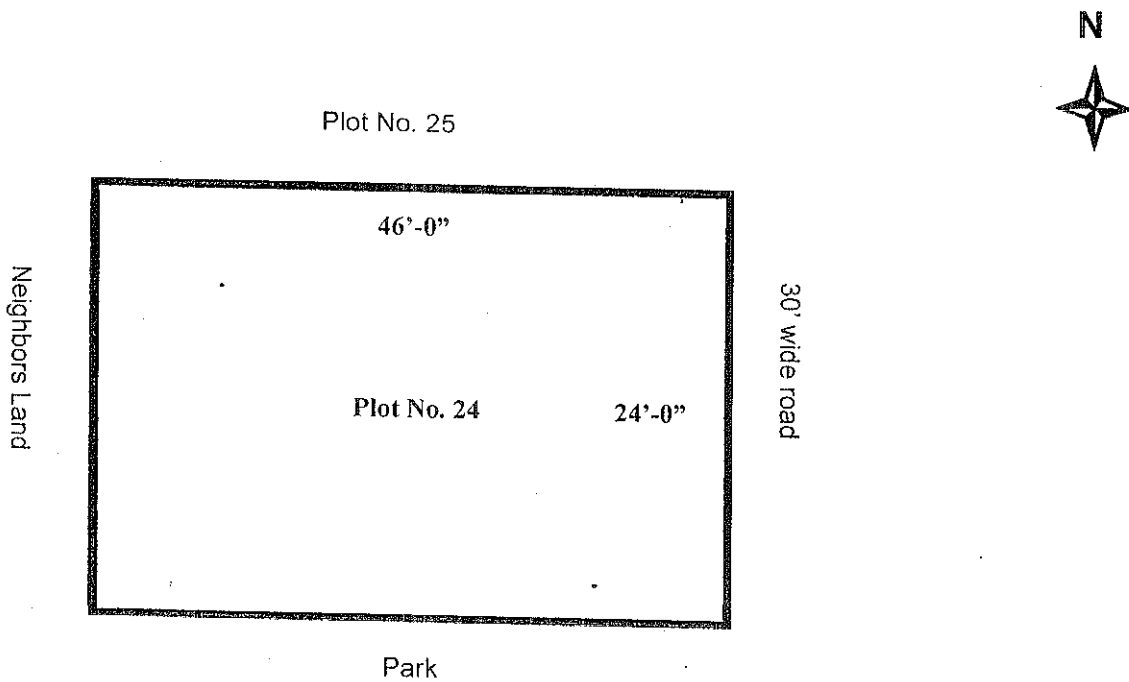 N
Plot No. 25
46’-0”
Neighbors Land
30’ wide road
Plot No. 24
24’-0”
Park